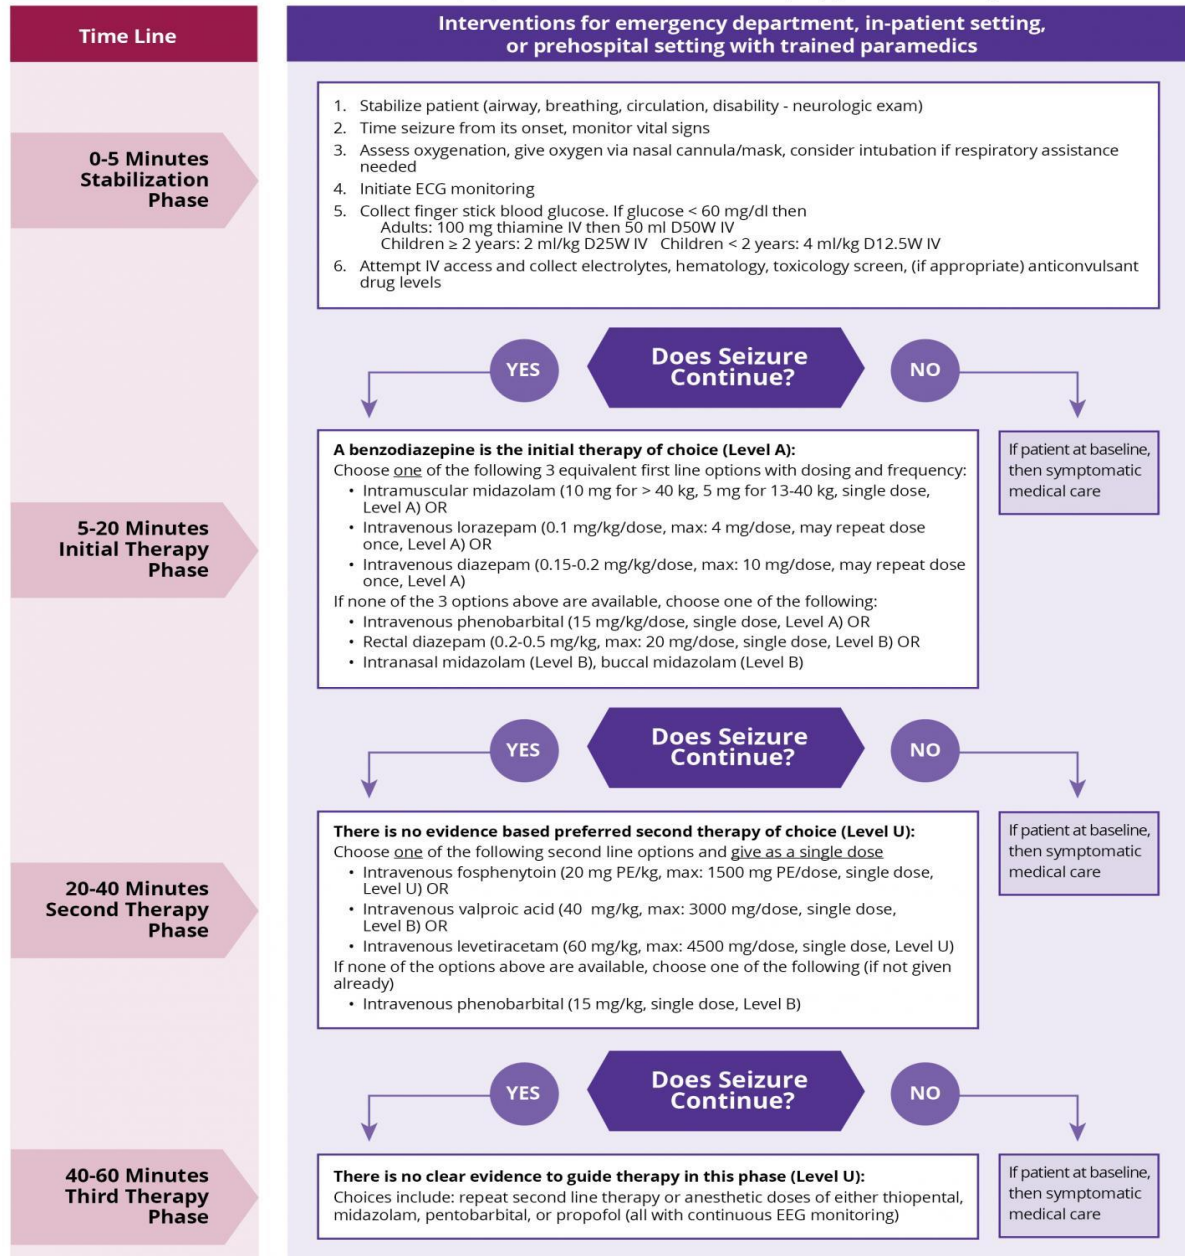 Time Line
Interventions for emergency department, in-patient setting,
or prehospital setting with trained paramedics
0-5 Minutes
Stabilization
Phase
1. Stabilize patient (airway, breathing, circulation, disability - neurologic exam)
2. Time seizure from its onset, monitor vital signs
3. Assess oxygenation, give oxygen via nasal cannula/mask, consider intubation if respiratory assistance
needed
4. Initiate ECG monitoring
5. Collect finger stick blood glucose. If glucose < 60 mg/dl then
Adults: 100 mg thiamine IV then 50 ml D50W IV
Children ≥ 2 years: 2 ml/kg D25W IV Children < 2 years: 4 ml/kg D12.5W IV
6. Attempt IV access and collect electrolytes, hematology, toxicology screen, (if appropriate) anticonvulsant
drug levels
YES
Does Seizure
Continue?
NO
5-20 Minutes
Initial Therapy
Phase
A benzodiazepine is the initial therapy of choice (Level A):
Choose one of the following 3 equivalent first line options with dosing and frequency:
• Intramuscular midazolam (10 mg for > 40 kg, 5 mg for 13-40 kg, single dose,
Level A) OR
• Intravenous lorazepam (0.1 mg/kg/dose, max: 4 mg/dose, may repeat dose
once, Level A) OR
• Intravenous diazepam (0.15-0.2 mg/kg/dose, max: 10 mg/dose, may repeat dose
once, Level A)
If none of the 3 options above are available, choose one of the following:
• Intravenous phenobarbital (15 mg/kg/dose, single dose, Level A) OR
• Rectal diazepam (0.2-0.5 mg/kg, max: 20 mg/dose, single dose, Level B) OR
• Intranasal midazolam (Level B), buccal midazolam (Level B)
If patient at baseline,
then symptomatic
medical care
YES
Does Seizure
Continue?
NO
20-40 Minutes
Second Therapy
Phase
There is no evidence based preferred second therapy of choice (Level U):
Choose one of the following second line options and give as a single dose
• Intravenous fosphenytoin (20 mg PE/kg, max: 1500 mg PE/dose, single dose,
Level U) OR
• Intravenous valproic acid (40 mg/kg, max: 3000 mg/dose, single dose,
Level B) OR
• Intravenous levetiracetam (60 mg/kg, max: 4500 mg/dose, single dose, Level U)
If none of the options above are available, choose one of the following (if not given
already)
• Intravenous phenobarbital (15 mg/kg, single dose, Level B)
If patient at baseline,
then symptomatic
medical care
YES
Does Seizure
Continue?
NO
40-60 Minutes
Third Therapy
Phase
There is no clear evidence to guide therapy in this phase (Level U):
Choices include: repeat second line therapy or anesthetic doses of either thiopental,
midazolam, pentobarbital, or propofol (all with continuous EEG monitoring)
If patient at baseline,
then symptomatic
medical care